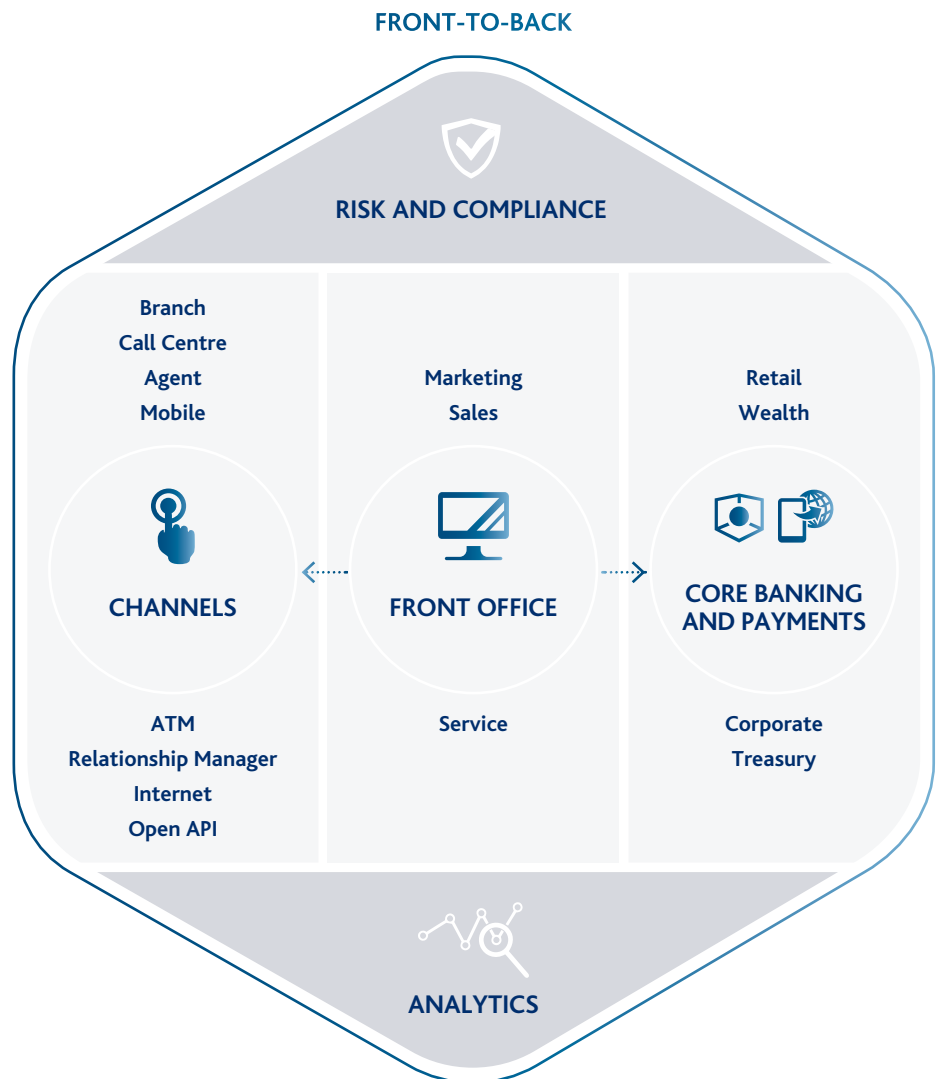 FRONT-TO-BACK
RISK AND COMPLIANCE
Branch
Call Centre
Agent
Mobile
CHANNELS
ATM
Relationship Manager
Internet
Open API
Marketing
Sales
FRONT OFFICE
Service
Retail
Wealth
CORE BANKING
AND PAYMENTS
Corporate
Treasury
ANALYTICS